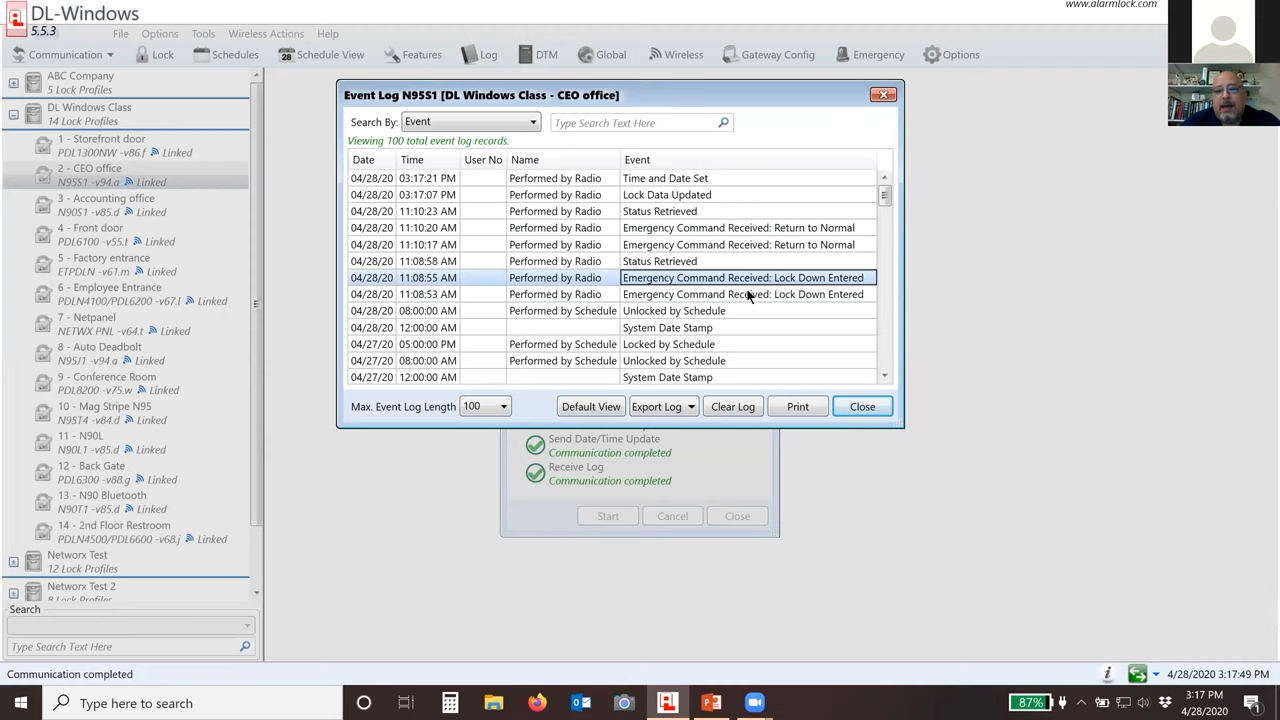 DL-Windows
5.5.3
www.alarmlock.com
File Options Tools Wireless Actions Help
Communication Lock Schedules 28 Schedule View Features Log DTM Global Wireless Gateway Config Emergency Options
ABC Company
5 Lock Profiles
DL Windows Class
14 Lock Profiles
1 - Storefront door
PDL1300NW -v86.f Linked
2 - CEO office
N95S1 -v94.a Linked
3 - Accounting office
N90S1 -v85.d Linked
4 - Front door
PDL6100 -v55.t Linked
5 - Factory entrance
ETPDLN -v61.m Linked
6 - Employee Entrance
PDLN4100/PDL6200 -v67.l Linked
7 - Netpanel
NETWX PNL -v64.t Linked
8 - Auto Deadbolt
N95J1 -v94.a Linked
9 - Conference Room
PDL8200 -v75.w Linked
10 - Mag Stripe N95
N95T4 -v84.d Linked
11 - N90L
N90L1 -v85.d Linked
12 - Back Gate
PDL6300 -v88.g Linked
13 - N90 Bluetooth
N90T1 -v85.d Linked
14 - 2nd Floor Restroom
PDLN4500/PDL6600 -v68.j Linked
Networx Test
12 Lock Profiles
Networx Test 2
8 Lock Profiles
Search
Type Search Text Here
Event Log N95S1 [DL Windows Class - CEO office]
Search By: Event Type Search Text Here
Viewing 100 total event log records.
Date Time User No Name Event
04/28/20 03:17:21 PM Performed by Radio Time and Date Set
04/28/20 03:17:07 PM Performed by Radio Lock Data Updated
04/28/20 11:10:23 AM Performed by Radio Status Retrieved
04/28/20 11:10:20 AM Performed by Radio Emergency Command Received: Return to Normal
04/28/20 11:10:17 AM Performed by Radio Emergency Command Received: Return to Normal
04/28/20 11:08:58 AM Performed by Radio Status Retrieved
04/28/20 11:08:55 AM Performed by Radio Emergency Command Received: Lock Down Entered
04/28/20 11:08:53 AM Performed by Radio Emergency Command Received: Lock Down Entered
04/28/20 08:00:00 AM Performed by Schedule Unlocked by Schedule
04/28/20 12:00:00 AM System Date Stamp
04/27/20 05:00:00 PM Performed by Schedule Locked by Schedule
04/27/20 08:00:00 AM Performed by Schedule Unlocked by Schedule
04/27/20 12:00:00 AM System Date Stamp
Max. Event Log Length 100 Default View Export Log Clear Log Print Close
Send Date/Time Update
Communication completed
Receive Log
Communication completed
Start Cancel Close
Communication completed
4/28/2020 3:17:49 PM
Type here to search
87%
3:17 PM
4/28/2020
1